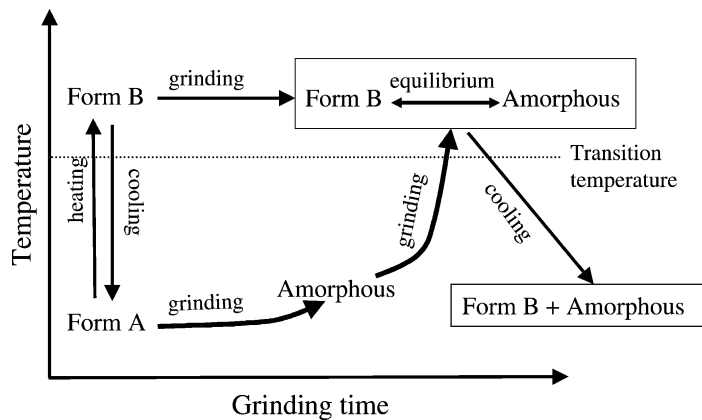 Temperature
Form B
grinding
Form B
equilibrium
Amorphous
Transition
temperature
heating
cooling
grinding
cooling
Form A
grinding
Amorphous
Form B + Amorphous
Grinding time